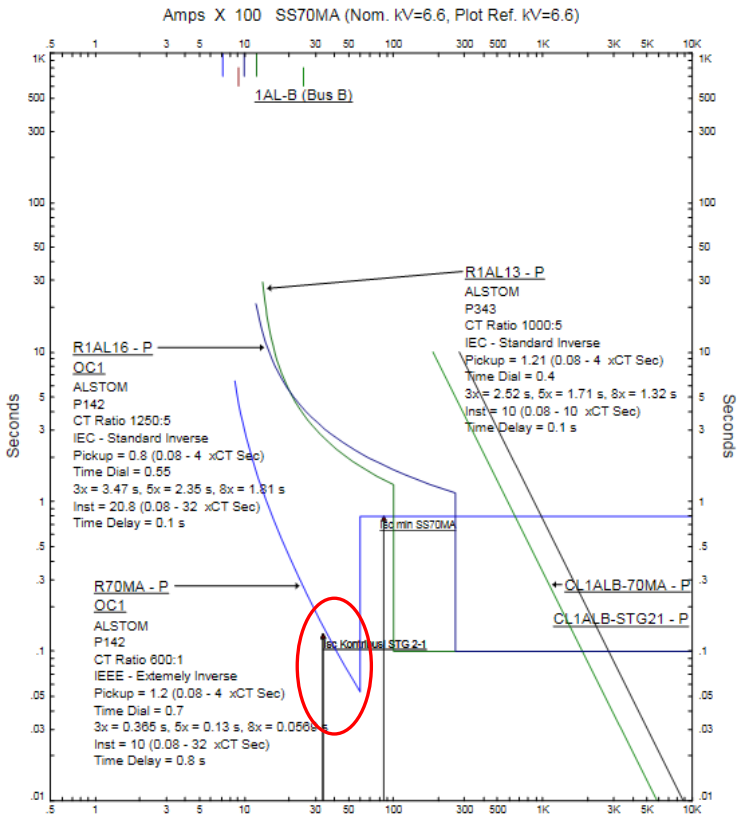 Amps X 100 SS70MA (Nom. kV=6.6, Plot Ref. kV=6.6)
.5 1 3 5 10 30 50 100 300 500 1K 3K 5K 10K
1K 1K
1AL-B (Bus B)
500 500
300 300
100 100
50 50
30 30
R1AL13 - P
ALSTOM
P343
CT Ratio 1000:5
IEC - Standard Inverse
Pickup = 1.21 (0.08 - 4 xCT Sec)
Time Dial = 0.4
3x = 2.52 s, 5x = 1.71 s, 8x = 1.32 s
Inst = 10 (0.08 - 10 xCT Sec)
Time Delay = 0.1 s
R1AL16 - P
OC1
ALSTOM
P142
CT Ratio 1250:5
IEC - Standard Inverse
Pickup = 0.8 (0.08 - 4 xCT Sec)
Time Dial = 0.55
3x = 3.47 s, 5x = 2.35 s, 8x = 1.81 s
Inst = 20.8 (0.08 - 32 xCT Sec)
Time Delay = 0.1 s
10 10
5 5
3 3
Seconds
Seconds
1 1
Isc min SS70MA
.5 .5
.3 .3
R70MA - P
OC1
ALSTOM
P142
CT Ratio 600:1
IEEE - Extemely Inverse
Pickup = 1.2 (0.08 - 4 xCT Sec)
Time Dial = 0.7
3x = 0.365 s, 5x = 0.13 s, 8x = 0.0569 s
Inst = 10 (0.08 - 32 xCT Sec)
Time Delay = 0.8 s
CL1ALB-70MA - P
CL1ALB-STG21 - P
Isc Kontribusi STG 2-1
.1 .1
.05 .05
.03 .03
.01 .01
.5 1 3 5 10 30 50 100 300 500 1K 3K 5K 10K